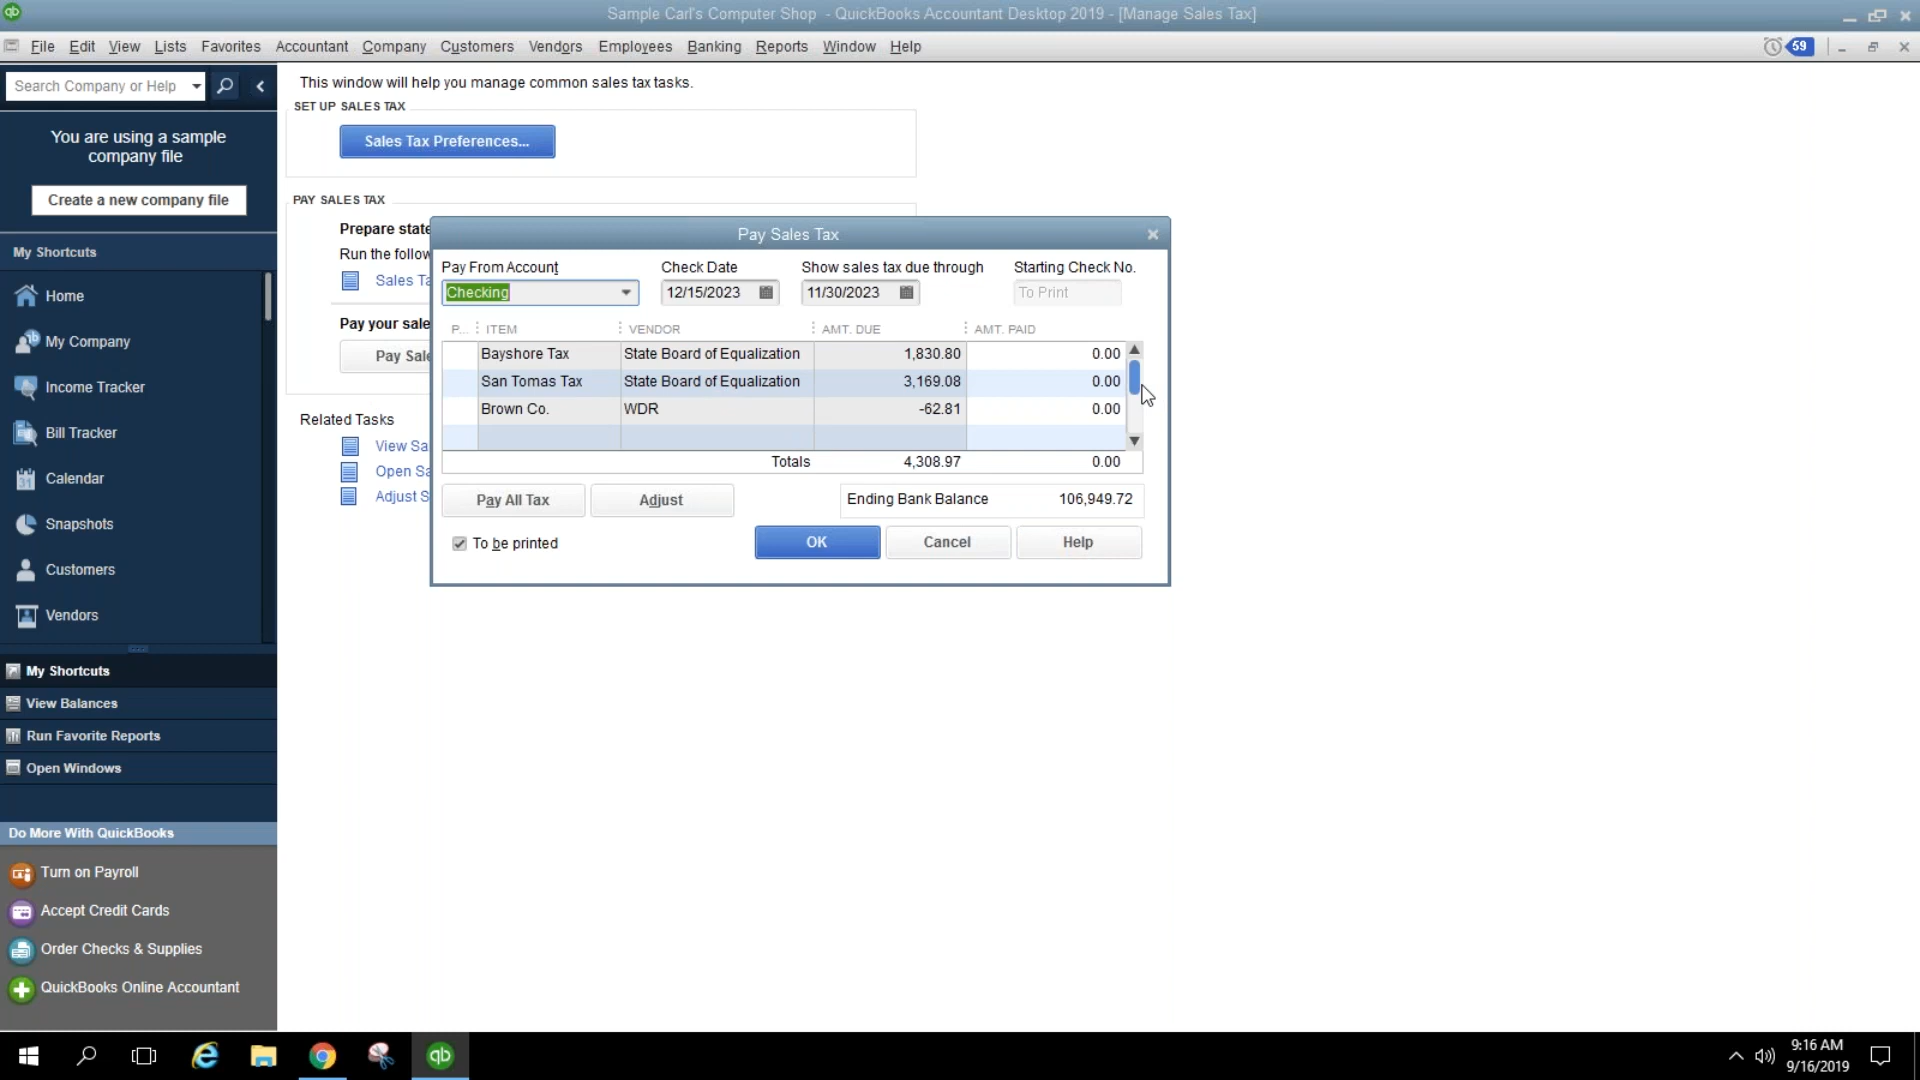 qb Sample Carl's Computer Shop - QuickBooks Accountant Desktop 2019 - [Manage Sales Tax]
File Edit View Lists Favorites Accountant Company Customers Vendors Employees Banking Reports Window Help 59
Search Company or Help
You are using a sample
company file
Create a new company file
My Shortcuts
Home
My Company
Income Tracker
Bill Tracker
31 Calendar
Snapshots
Customers
Vendors
My Shortcuts
View Balances
Run Favorite Reports
Open Windows
Do More With QuickBooks
Turn on Payroll
Accept Credit Cards
Order Checks & Supplies
QuickBooks Online Accountant
This window will help you manage common sales tax tasks.
SET UP SALES TAX
Sales Tax Preferences...
PAY SALES TAX
Prepare state
Run the follow
Sales Ta
Pay your sale
Pay Sale
Related Tasks
View Sa
Open Sa
Adjust S
Pay Sales Tax
Pay From Account Check Date Show sales tax due through Starting Check No.
Checking 12/15/2023 11/30/2023 To Print
P... ITEM VENDOR AMT. DUE AMT. PAID
Bayshore Tax State Board of Equalization 1,830.80 0.00
San Tomas Tax State Board of Equalization 3,169.08 0.00
Brown Co. WDR -62.81 0.00
Totals 4,308.97 0.00
Pay All Tax Adjust Ending Bank Balance 106,949.72
To be printed OK Cancel Help
qb
9:16 AM
9/16/2019